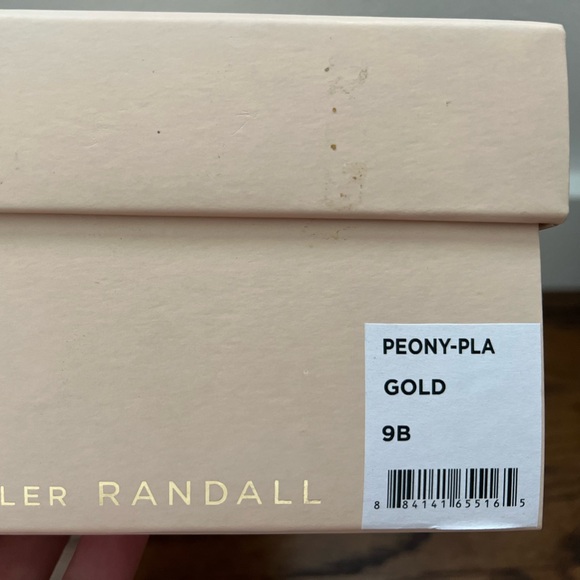 PEONY-PLA
GOLD
9B
LER RANDALL
8 84141 65516 5